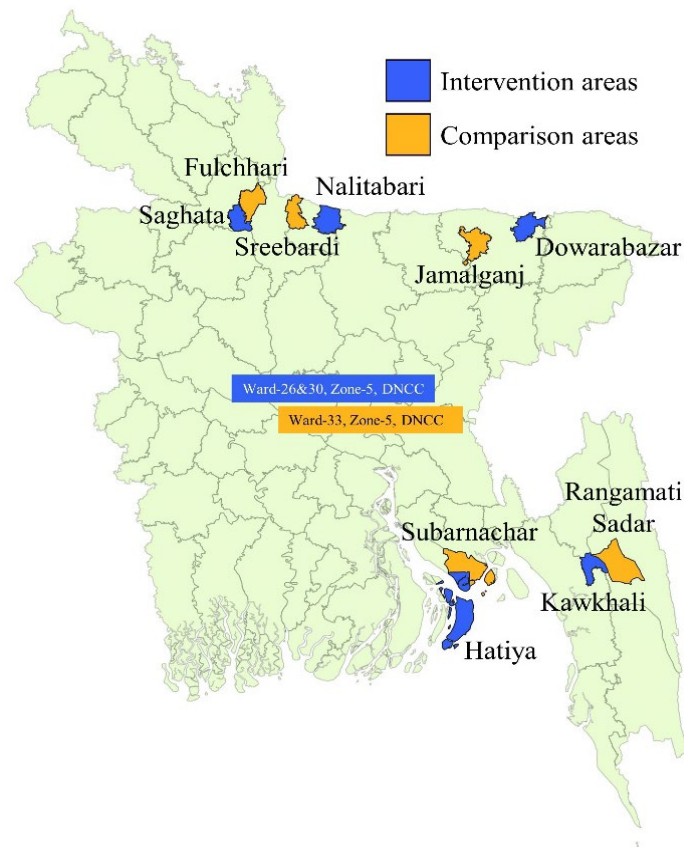 Intervention areas
Comparison areas
Fulchhari
Nalitabari
Saghata
Sreebardi
Dowarabazar
Jamalganj
Ward-26&30, Zone-5, DNCC
Ward-33, Zone-5, DNCC
Rangamati
Sadar
Subarnachar
Kawkhali
Hatiya